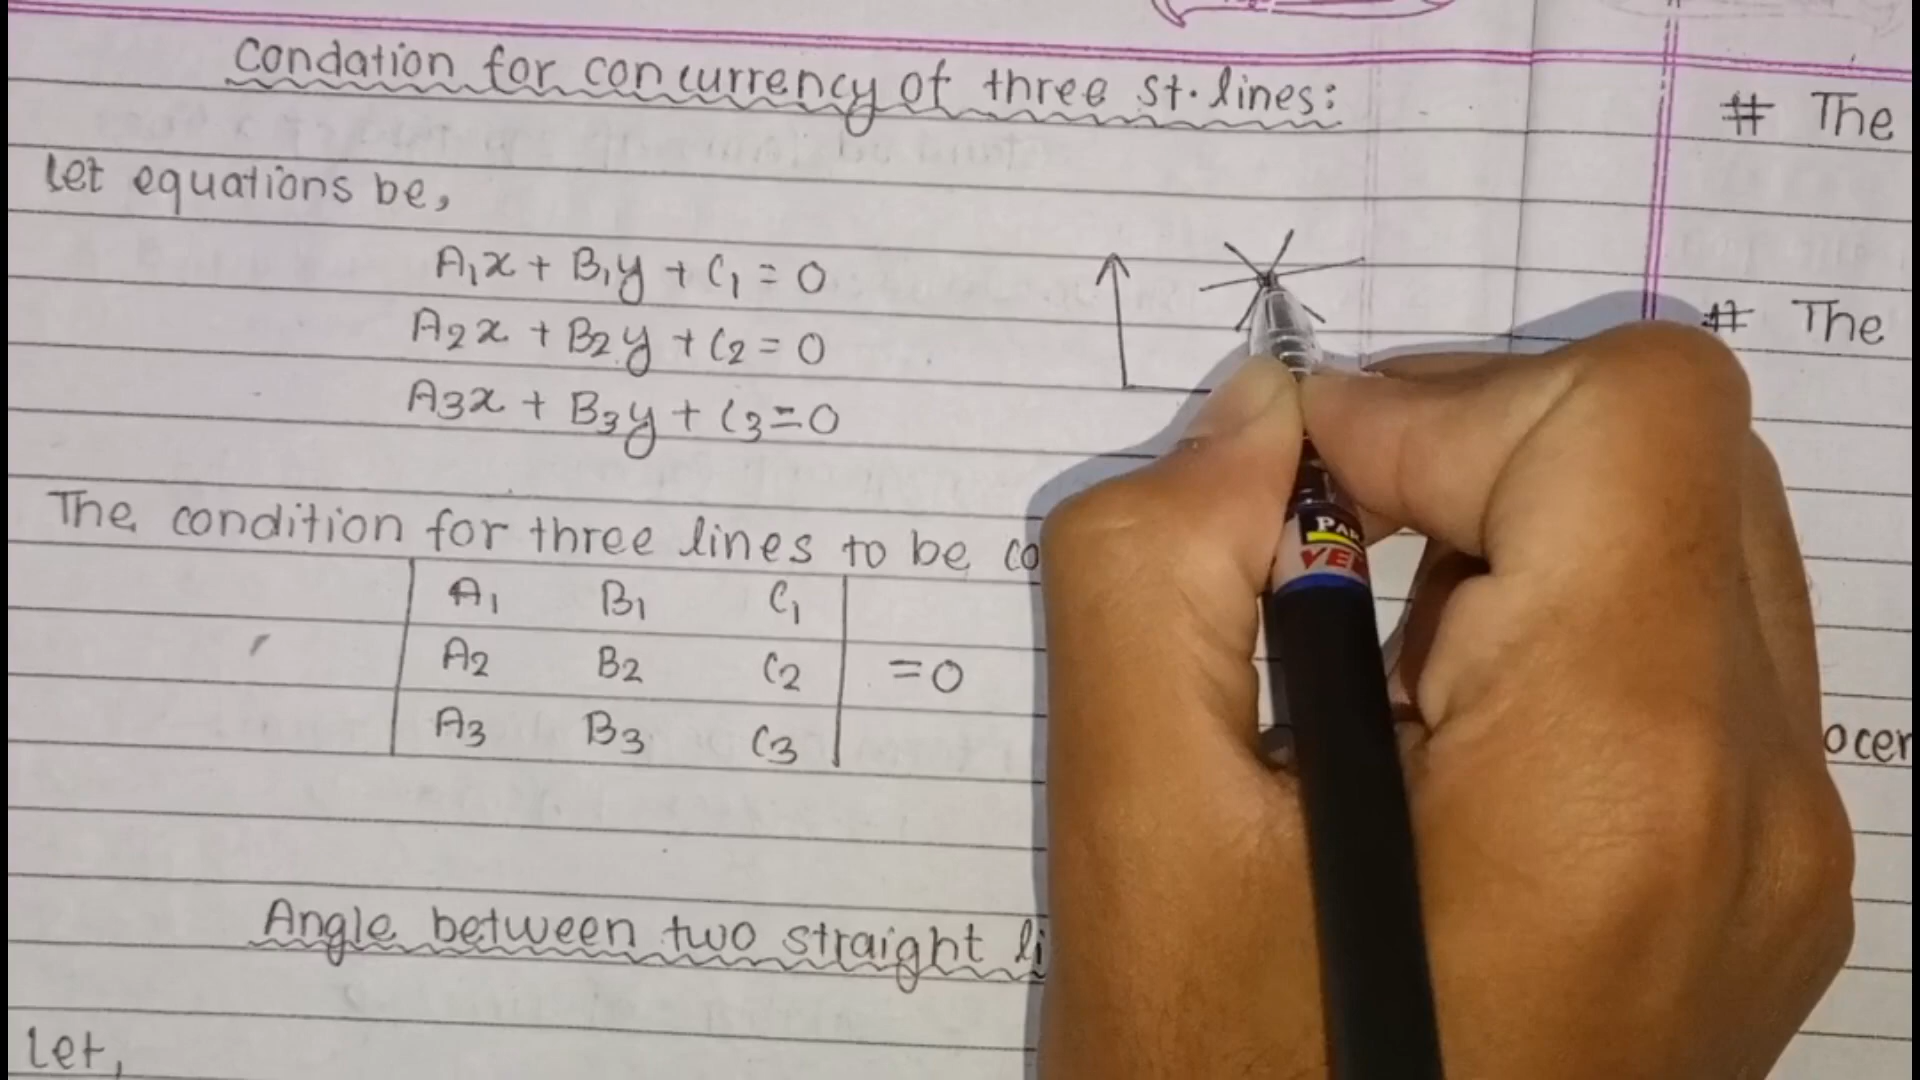 Condation for concurrency of three st. lines:
Let equations be,
A₁x + B₁y + C₁ = 0
A₂x + B₂y + C₂ = 0
A₃x + B₃y + C₃ = 0
The condition for three lines to be co
A₁ B₁ C₁
A₂ B₂ C₂ = 0
A₃ B₃ C₃
Angle between two straight li
Let,
# The
# The
ocen